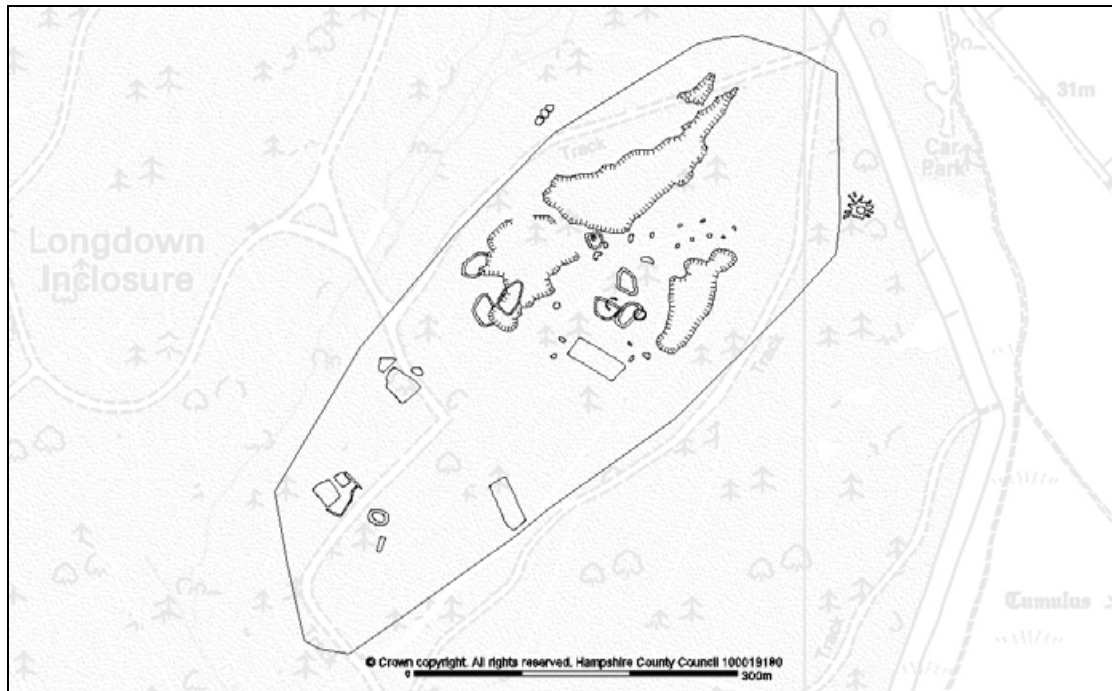 31m
Car
Park
Track
Longdown
Inclosure
Track
Tumulus
Track
© Crown copyright. All rights reserved. Hampshire County Council 100019180
0 300m